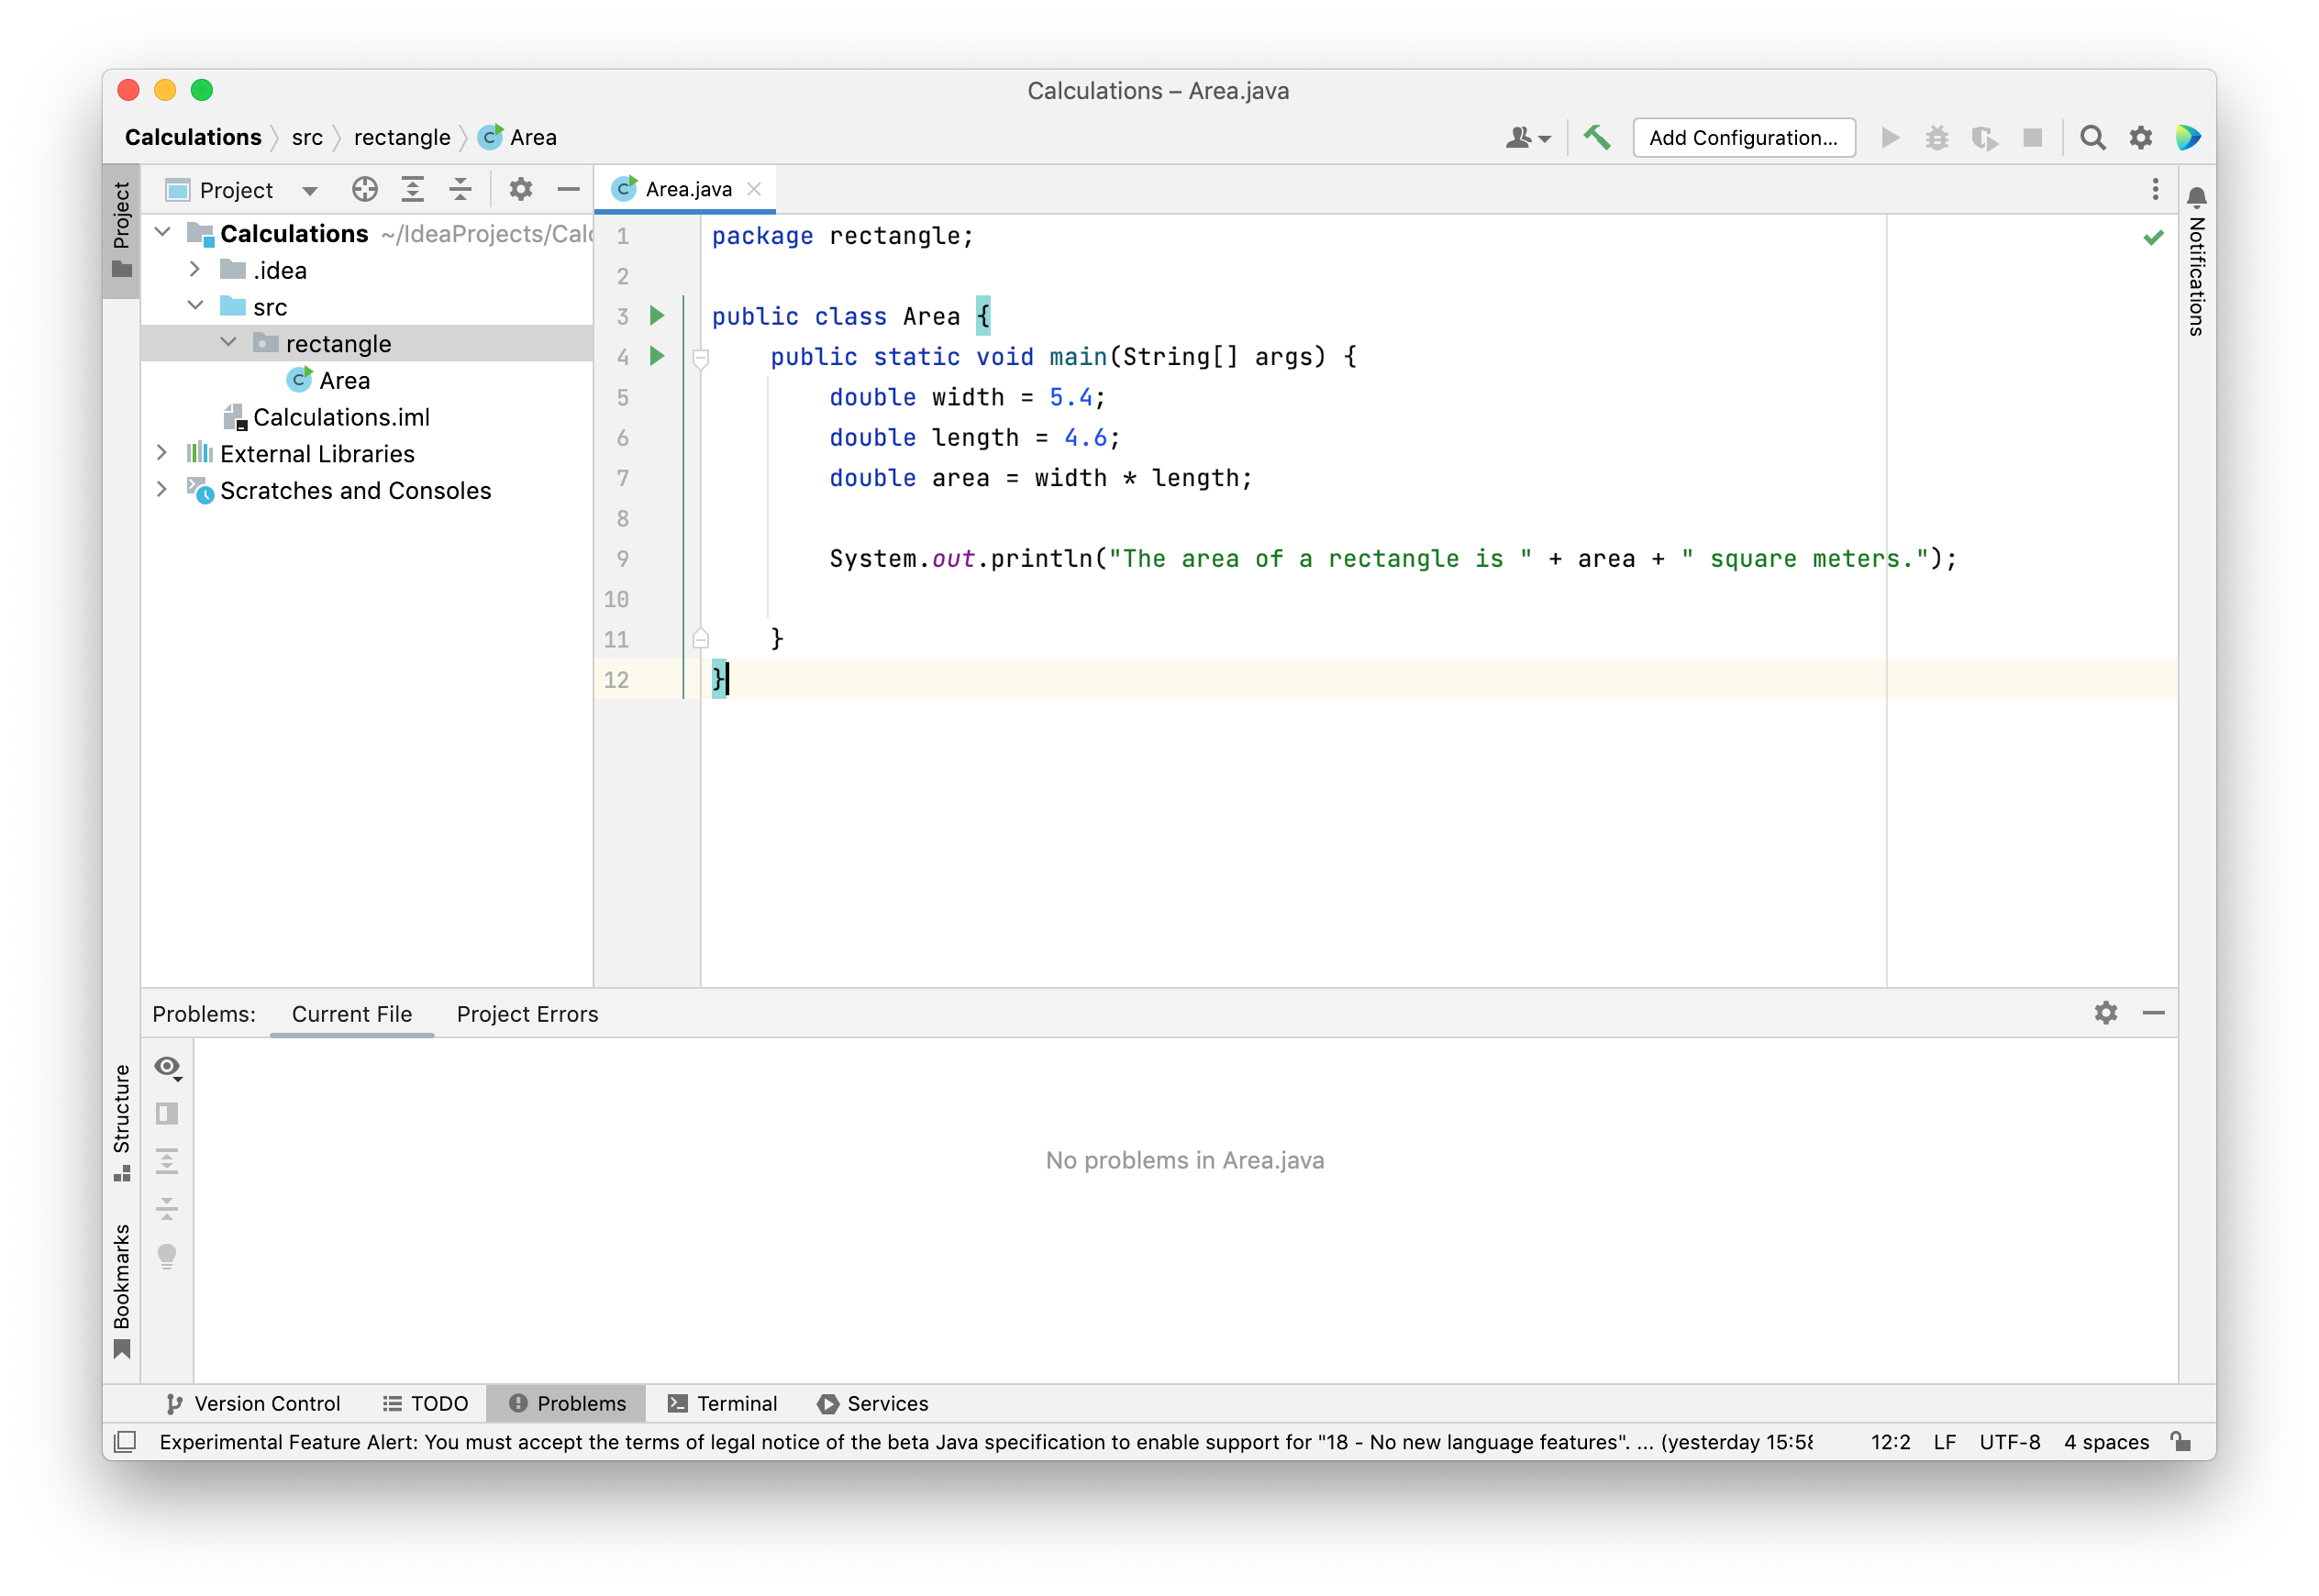 Calculations – Area.java
Calculations src rectangle Area
Add Configuration...
Project
Project
Area.java
Notifications
Calculations ~/IdeaProjects/Calc
.idea
src
rectangle
Area
Calculations.iml
External Libraries
Scratches and Consoles
1 package rectangle;
2
3 public class Area {
4 public static void main(String[] args) {
5 double width = 5.4;
6 double length = 4.6;
7 double area = width * length;
8
9 System.out.println("The area of a rectangle is " + area + " square meters.");
10
11 }
12 }
Problems: Current File Project Errors
No problems in Area.java
Structure
Bookmarks
Version Control TODO Problems Terminal Services
Experimental Feature Alert: You must accept the terms of legal notice of the beta Java specification to enable support for "18 - No new language features". ... (yesterday 15:58 12:2 LF UTF-8 4 spaces